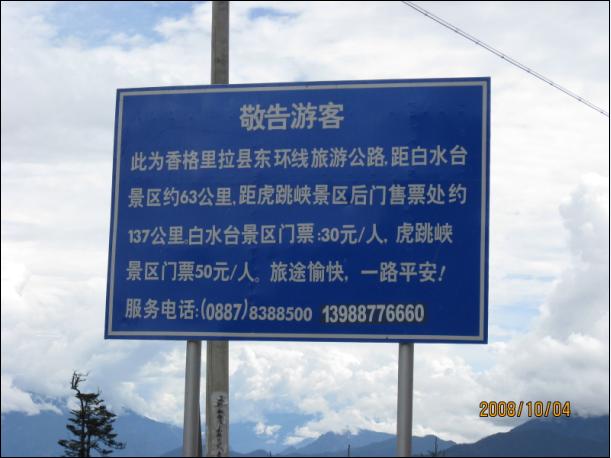 敬告游客
此为香格里拉县东环线旅游公路,距白水台
景区约63公里,距虎跳峡景区后门售票处约
137公里.白水台景区门票:30元/人,虎跳峡
景区门票50元/人。旅途愉快,一路平安!
服务电话:(0887)8388500 13988776660
2008/10/04